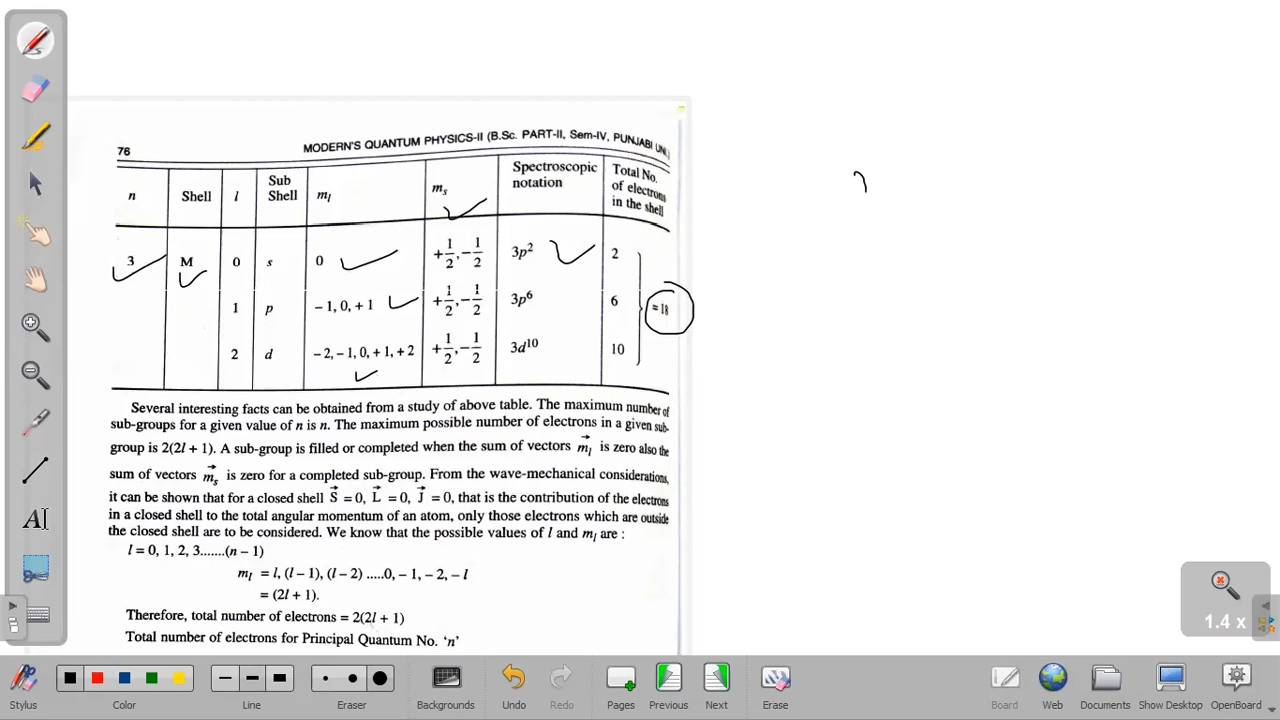 76
MODERN'S QUANTUM PHYSICS-II (B.Sc. PART-II, Sem-IV, PUNJABI UN.)
n Shell l Sub Shell m_l m_s Spectroscopic notation Total No. of electrons in the shell
3 M 0 s 0 +1/2, −1/2 3p² 2
1 p − 1, 0, + 1 +1/2, −1/2 3p⁶ 6 = 18
2 d − 2, − 1, 0, + 1, + 2 +1/2, −1/2 3d¹⁰ 10
Several interesting facts can be obtained from a study of above table. The maximum number of
sub-groups for a given value of n is n. The maximum possible number of electrons in a given sub-
group is 2(2l + 1). A sub-group is filled or completed when the sum of vectors m⃗_l is zero also the
sum of vectors m⃗_s is zero for a completed sub-group. From the wave-mechanical considerations,
it can be shown that for a closed shell S⃗ = 0, L⃗ = 0, J⃗ = 0, that is the contribution of the electrons
in a closed shell to the total angular momentum of an atom, only those electrons which are outside
the closed shell are to be considered. We know that the possible values of l and m_l are :
l = 0, 1, 2, 3.......(n − 1)
m_l = l, (l − 1), (l − 2) .....0, − 1, − 2, − l
= (2l + 1).
Therefore, total number of electrons = 2(2l + 1)
Total number of electrons for Principal Quantum No. 'n'
1.4 x
Stylus Color Line Eraser Backgrounds Undo Redo Pages Previous Next Erase Board Web Documents Show Desktop OpenBoard